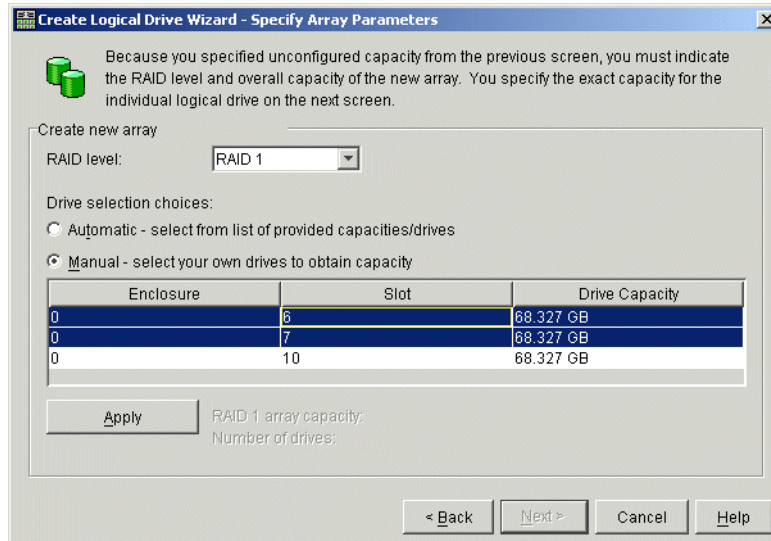 Create Logical Drive Wizard - Specify Array Parameters
Because you specified unconfigured capacity from the previous screen, you must indicate
the RAID level and overall capacity of the new array. You specify the exact capacity for the
individual logical drive on the next screen.
Create new array
RAID level: RAID 1
Drive selection choices:
Automatic - select from list of provided capacities/drives
Manual - select your own drives to obtain capacity
Enclosure Slot Drive Capacity
0 6 68.327 GB
0 7 68.327 GB
0 10 68.327 GB
Apply RAID 1 array capacity:
Number of drives:
< Back Next > Cancel Help